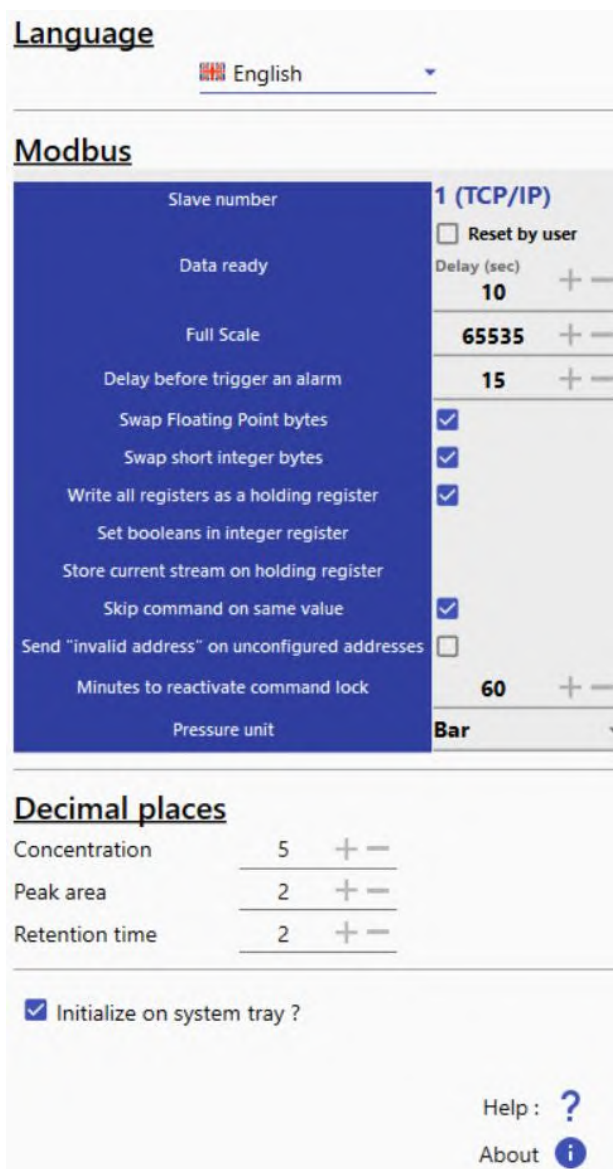 Language
English
Modbus
Slave number 1 (TCP/IP)
Reset by user
Data ready Delay (sec)
10
Full Scale 65535
Delay before trigger an alarm 15
Swap Floating Point bytes
Swap short integer bytes
Write all registers as a holding register
Set booleans in integer register
Store current stream on holding register
Skip command on same value
Send "invalid address" on unconfigured addresses
Minutes to reactivate command lock 60
Pressure unit Bar
Decimal places
Concentration 5
Peak area 2
Retention time 2
Initialize on system tray ?
Help : ?
About i